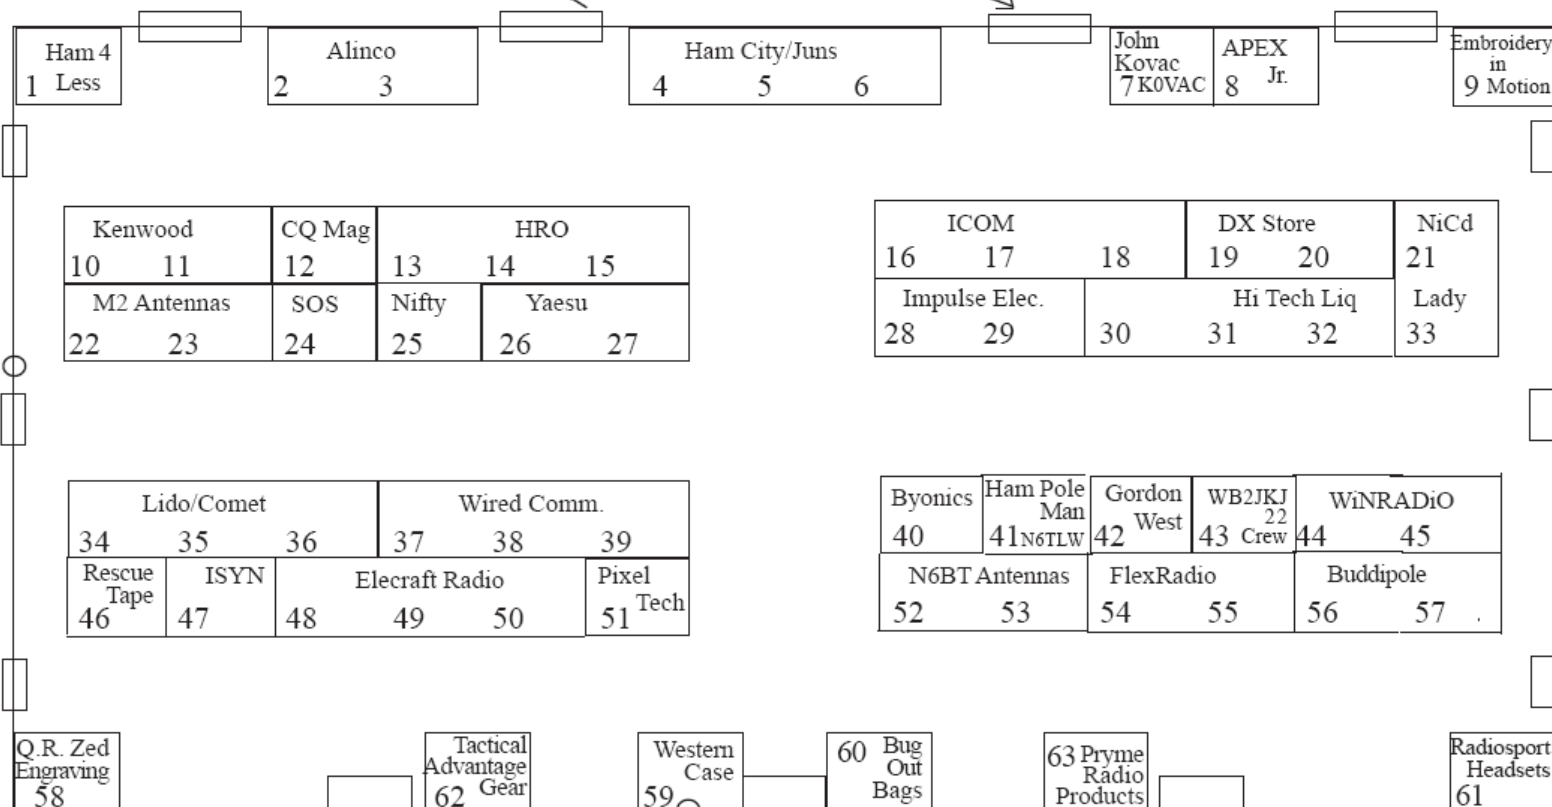 Ham 4
1 Less
Alinco
2 3
Ham City/Juns
4 5 6
John
Kovac
7 K0VAC
APEX
8 Jr.
Embroidery
in
9 Motion
Kenwood
10 11
CQ Mag
12
HRO
13 14 15
M2 Antennas
22 23
SOS
24
Nifty
25
Yaesu
26 27
ICOM
16 17 18
DX Store
19 20
NiCd
21
Impulse Elec.
28 29
Hi Tech Liq
30 31 32
Lady
33
Lido/Comet
34 35 36
Wired Comm.
37 38 39
Rescue
Tape
46
ISYN
47
Elecraft Radio
48 49 50
Pixel
Tech
51
Byonics
40
Ham Pole
Man
41 N6TLW
Gordon
West
42
WB2JKJ
22
43 Crew
WiNRADiO
44 45
N6BT Antennas
52 53
FlexRadio
54 55
Buddipole
56 57
Q.R. Zed
Engraving
58
Tactical
Advantage
62 Gear
Western
Case
59
60 Bug
Out
Bags
63 Pryme
Radio
Products
Radiosport
Headsets
61